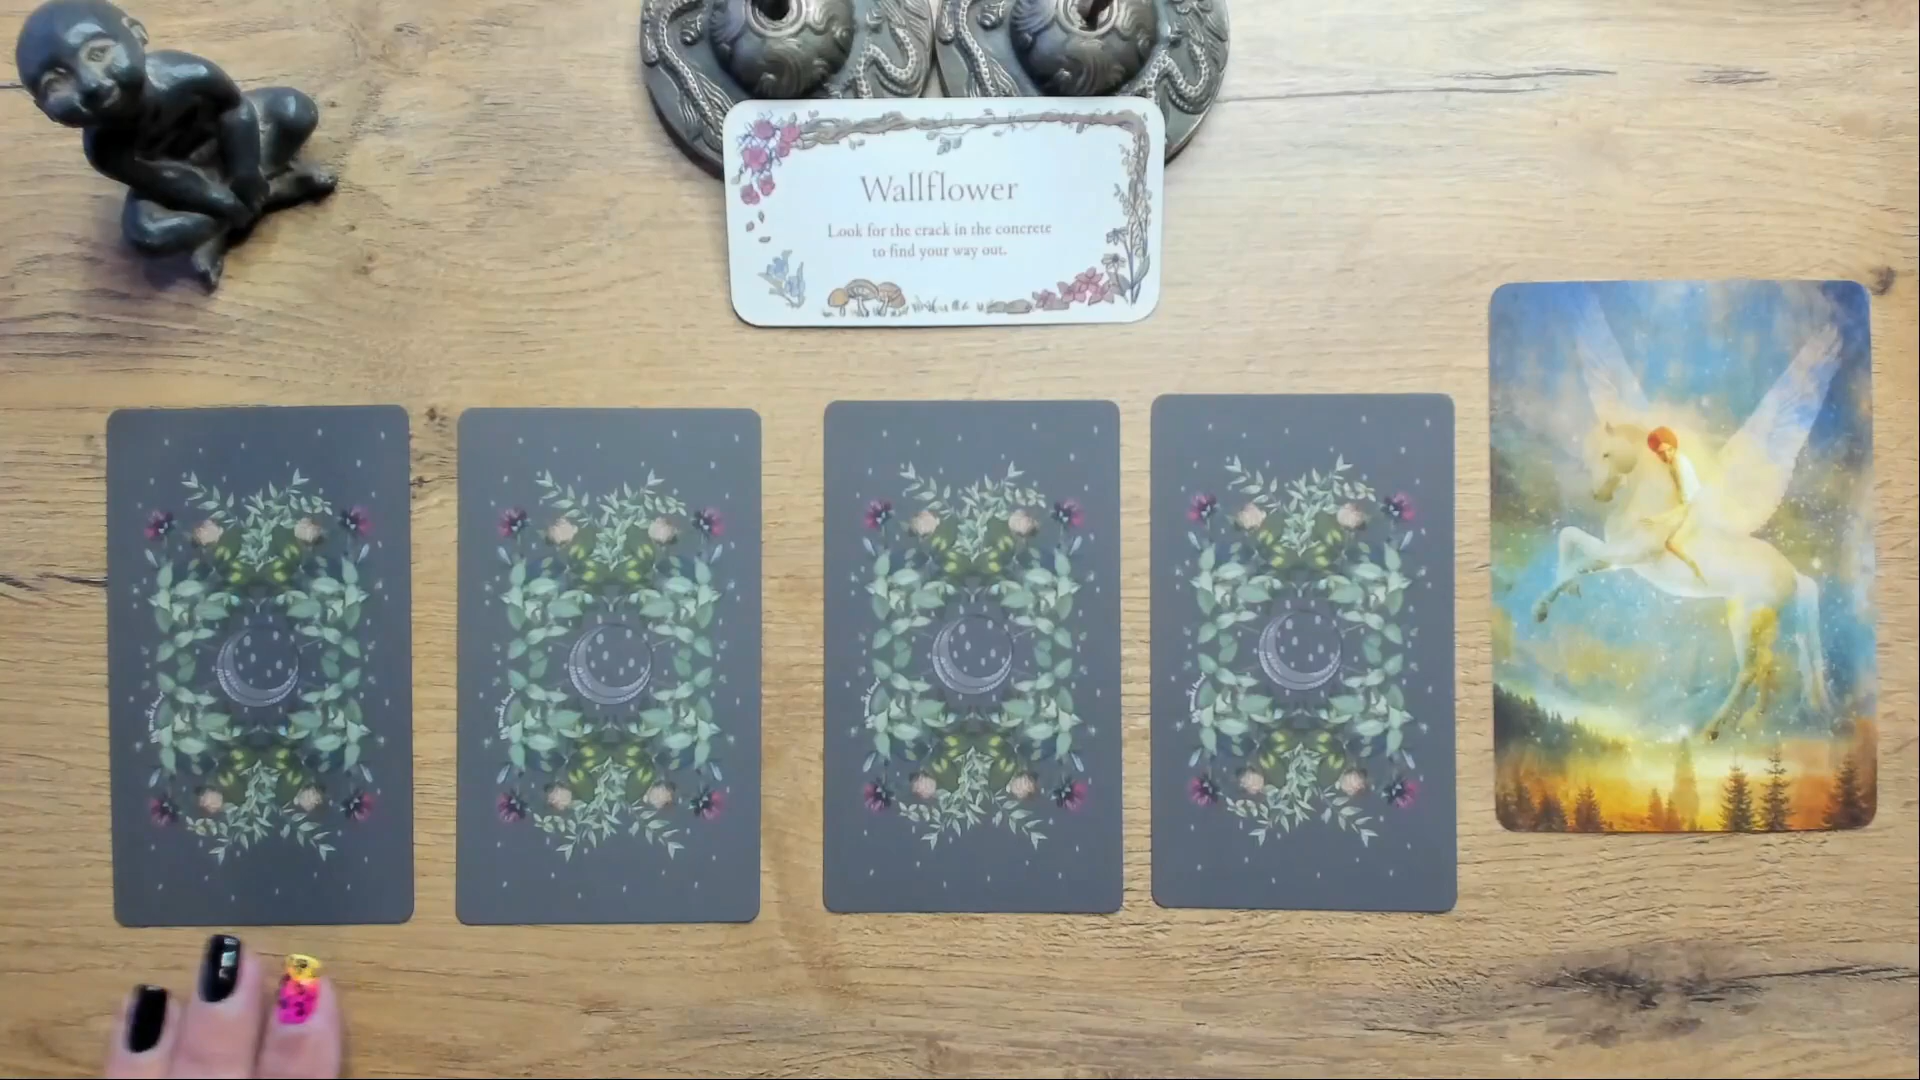 Wallflower
Look for the crack in the concrete
to find your way out.